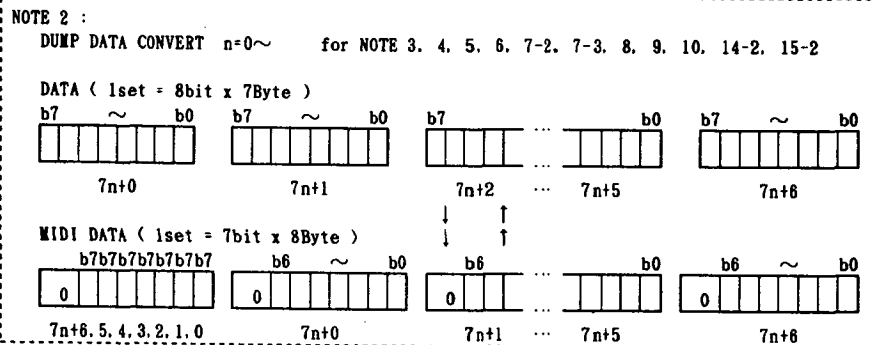 NOTE 2 :
DUMP DATA CONVERT n=0～ for NOTE 3, 4, 5, 6, 7-2, 7-3, 8, 9, 10, 14-2, 15-2
DATA ( 1set = 8bit x 7Byte )
b7 ～ b0 b7 ～ b0 b7 ... b0 b7 ～ b0
...
7n+0 7n+1 7n+2 ... 7n+5 7n+6
↓ ↑
MIDI DATA ( 1set = 7bit x 8Byte ) ↓ ↑
b7b7b7b7b7b7b7 b6 ～ b0 b6 ... b0 b6 ～ b0
0 0 0 ... 0
7n+6, 5, 4, 3, 2, 1, 0 7n+0 7n+1 ... 7n+5 7n+6